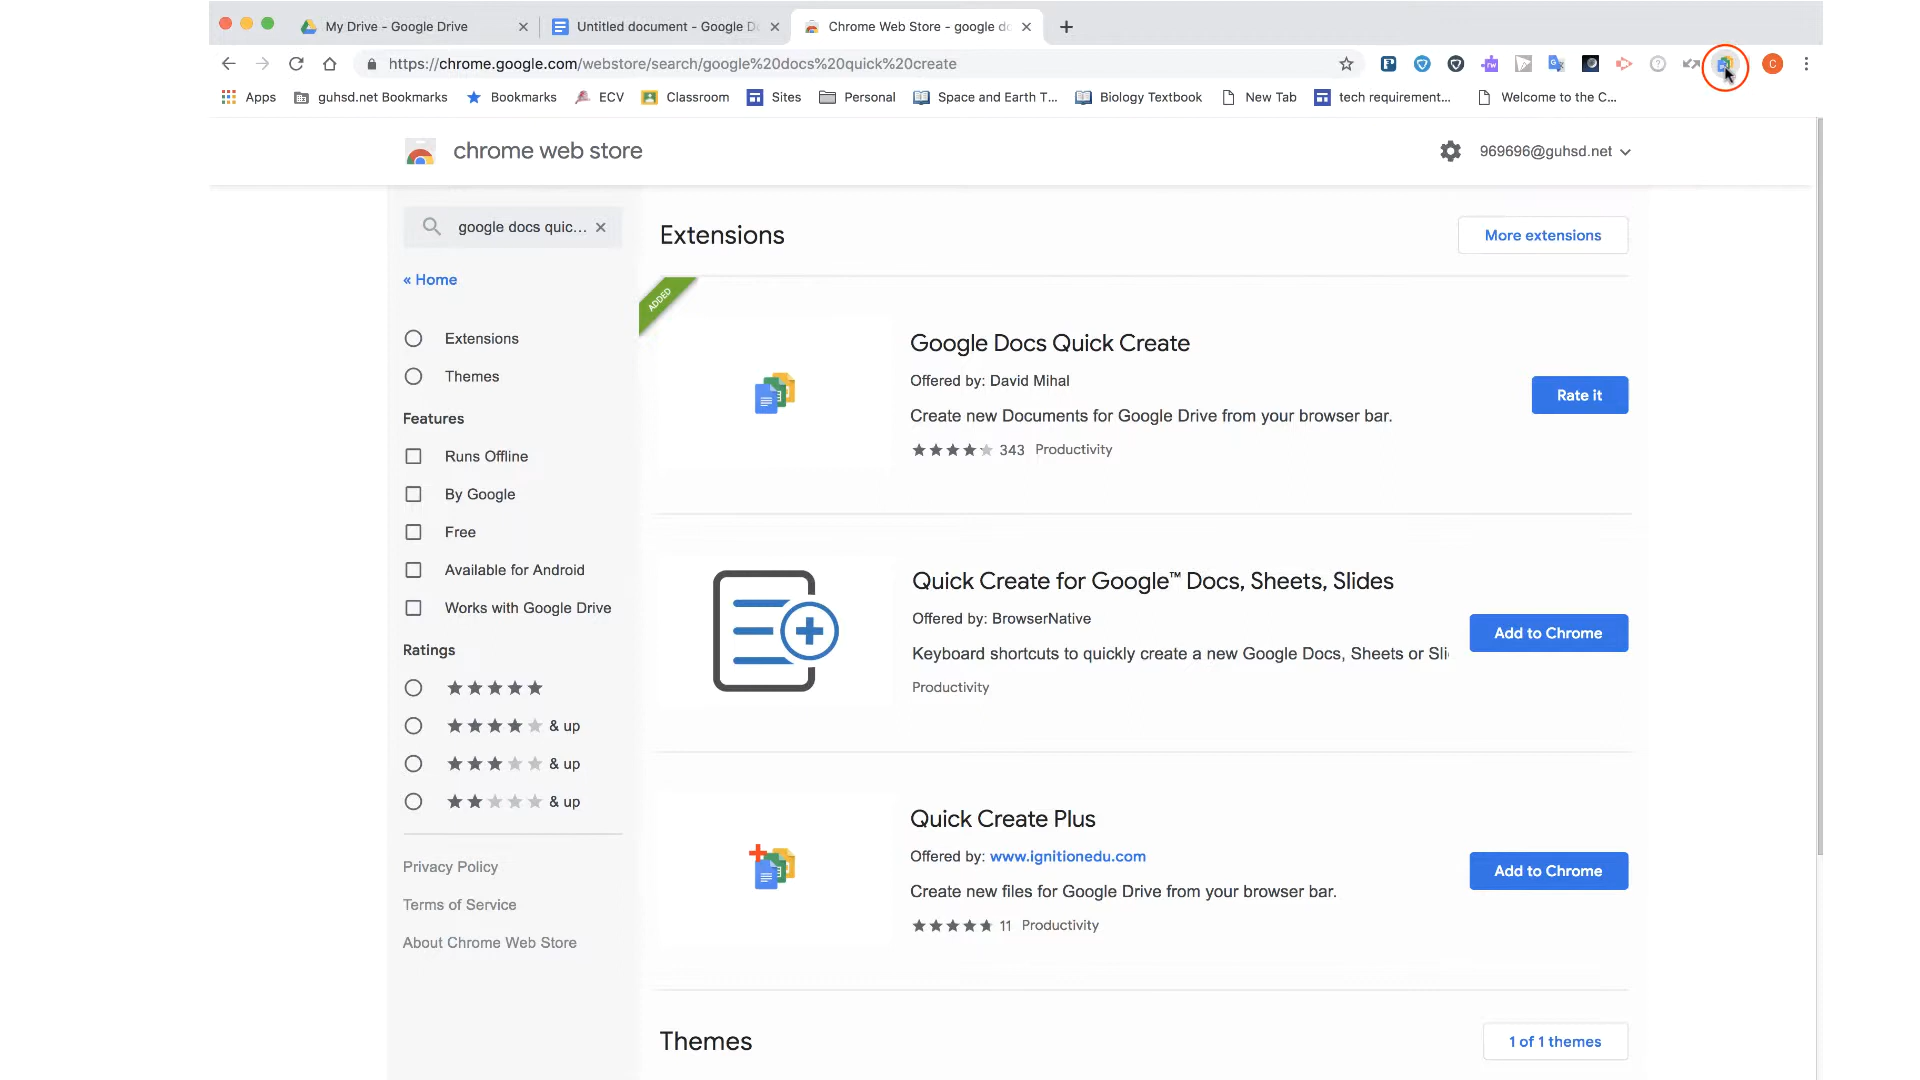 My Drive - Google Drive
Untitled document - Google D
Chrome Web Store - google do
https://chrome.google.com/webstore/search/google%20docs%20quick%20create
C
Apps
guhsd.net Bookmarks
Bookmarks
ECV
Classroom
Sites
Personal
Space and Earth T...
Biology Textbook
New Tab
tech requirement...
Welcome to the C...
chrome web store
969696@guhsd.net
google docs quic...
« Home
Extensions
Themes
Features
Runs Offline
By Google
Free
Available for Android
Works with Google Drive
Ratings
& up
& up
& up
Privacy Policy
Terms of Service
About Chrome Web Store
Extensions
More extensions
ADDED
Google Docs Quick Create
Offered by: David Mihal
Create new Documents for Google Drive from your browser bar.
343 Productivity
Rate it
Quick Create for Google™ Docs, Sheets, Slides
Offered by: BrowserNative
Keyboard shortcuts to quickly create a new Google Docs, Sheets or Sli
Productivity
Add to Chrome
Quick Create Plus
Offered by: www.ignitionedu.com
Create new files for Google Drive from your browser bar.
11 Productivity
Add to Chrome
Themes
1 of 1 themes